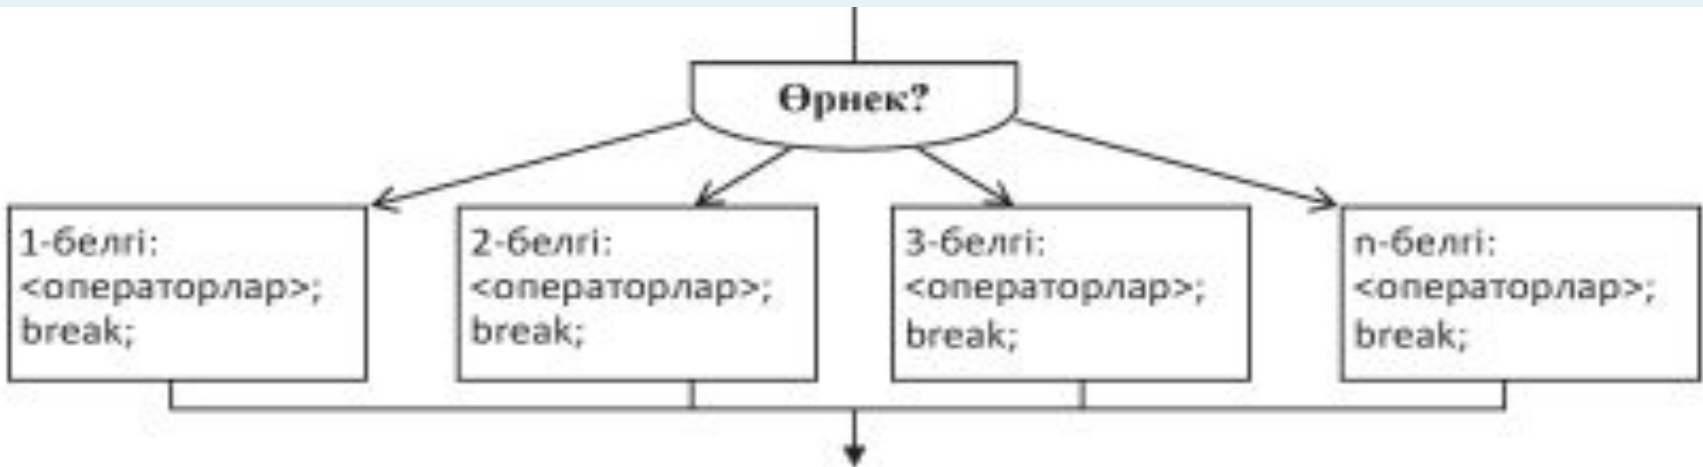 Өрнек?
1-белгі:
<операторлар>;
break;
2-белгі:
<операторлар>;
break;
3-белгі:
<операторлар>;
break;
n-белгі:
<операторлар>;
break;